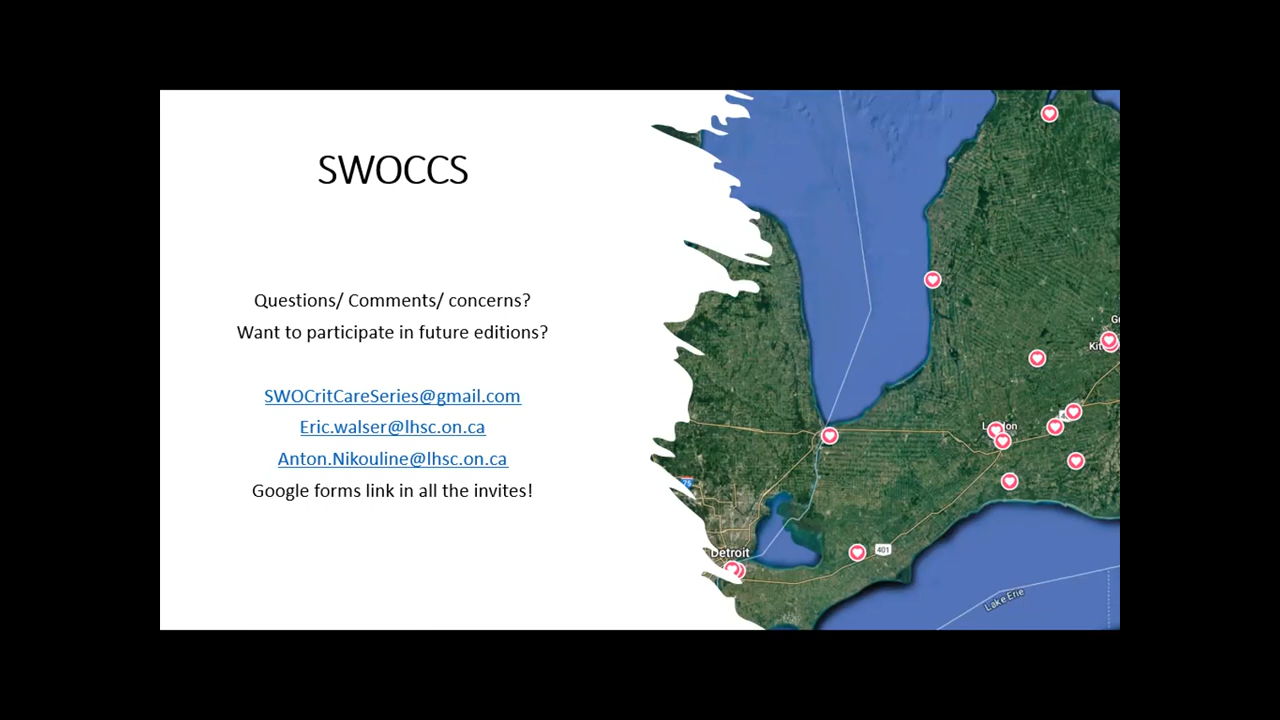 SWOCCS
Questions/ Comments/ concerns?
Want to participate in future editions?
SWOCritCareSeries@gmail.com
Eric.walser@lhsc.on.ca
Anton.Nikouline@lhsc.on.ca
Google forms link in all the invites!
75
Detroit
401
Lake Erie